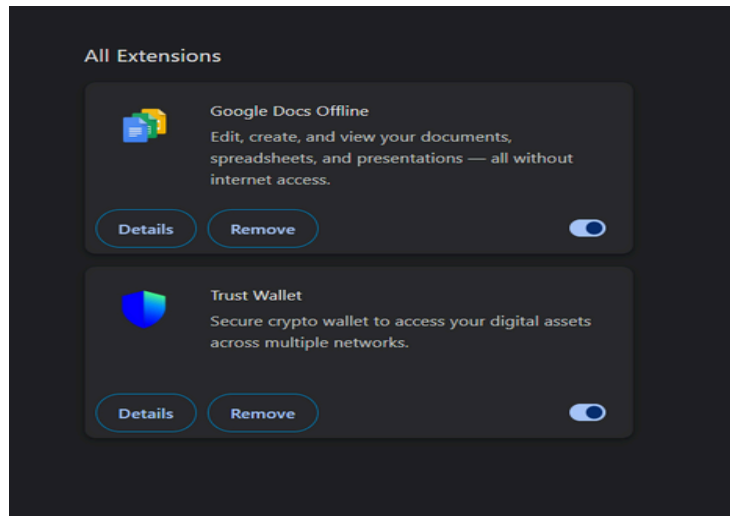 All Extensions
Google Docs Offline
Edit, create, and view your documents,
spreadsheets, and presentations — all without
internet access.
Details
Remove
Trust Wallet
Secure crypto wallet to access your digital assets
across multiple networks.
Details
Remove